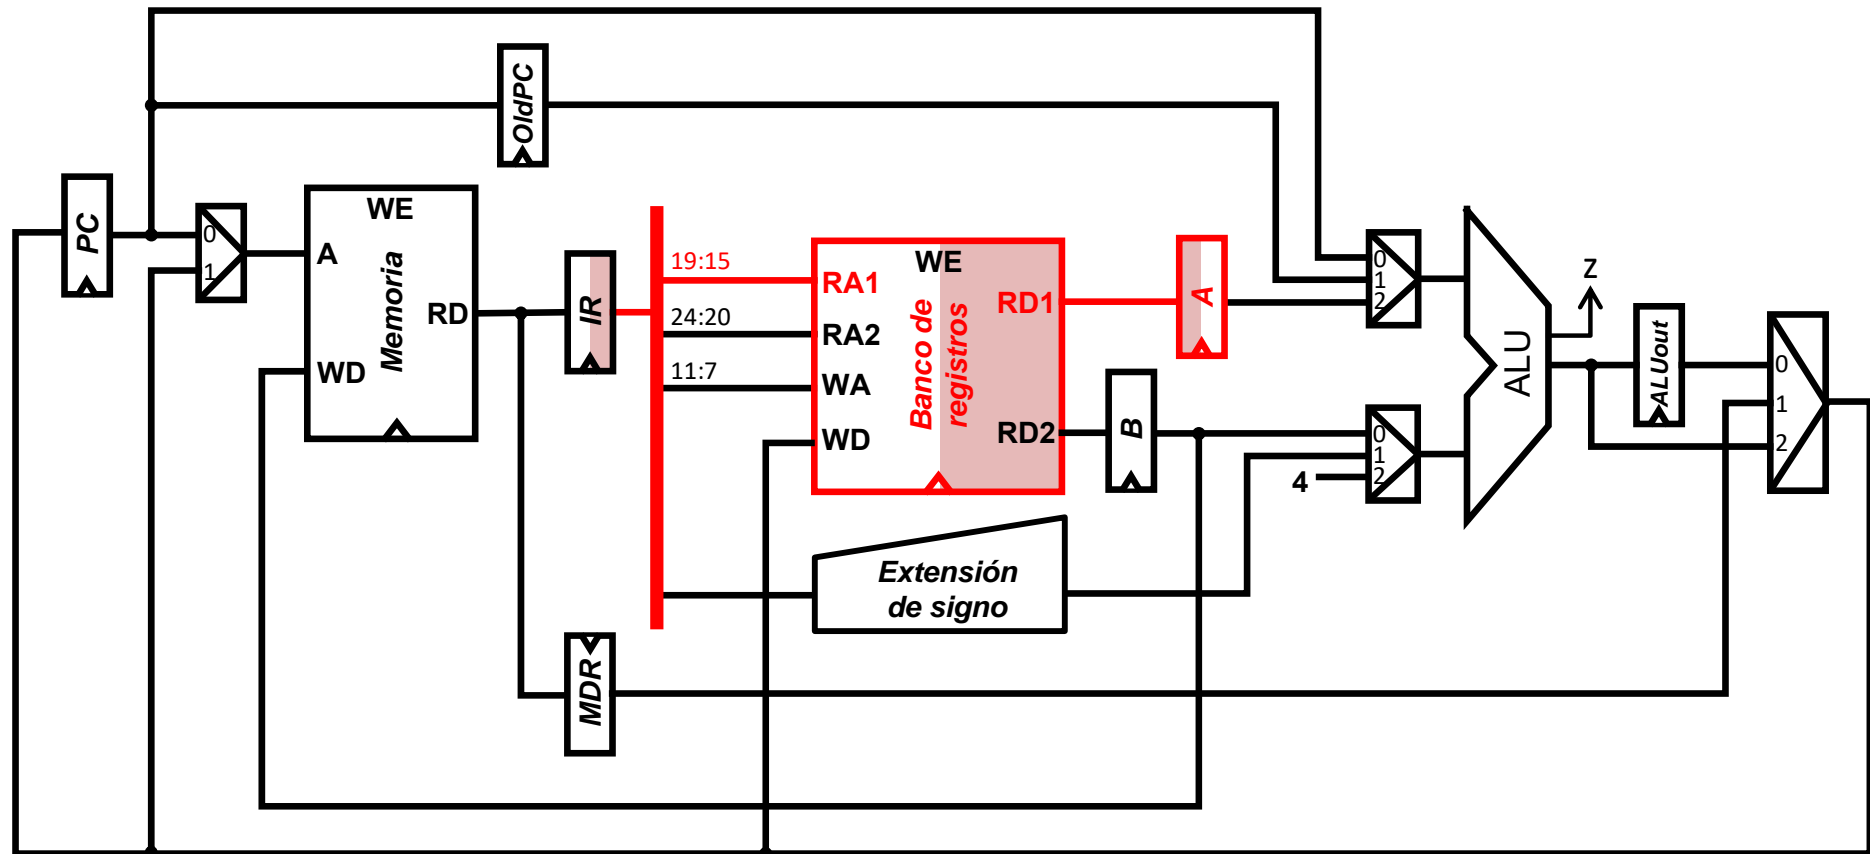 OldPC
PC
0
1
WE
A
Memoria
RD
WD
IR
19:15
24:20
11:7
WE
RA1
RA2
WA
WD
Banco de
registros
RD1
RD2
A
B
Extensión
de signo
MDR
0
1
2
0
1
2
4
ALU
Z
ALUout
0
1
2